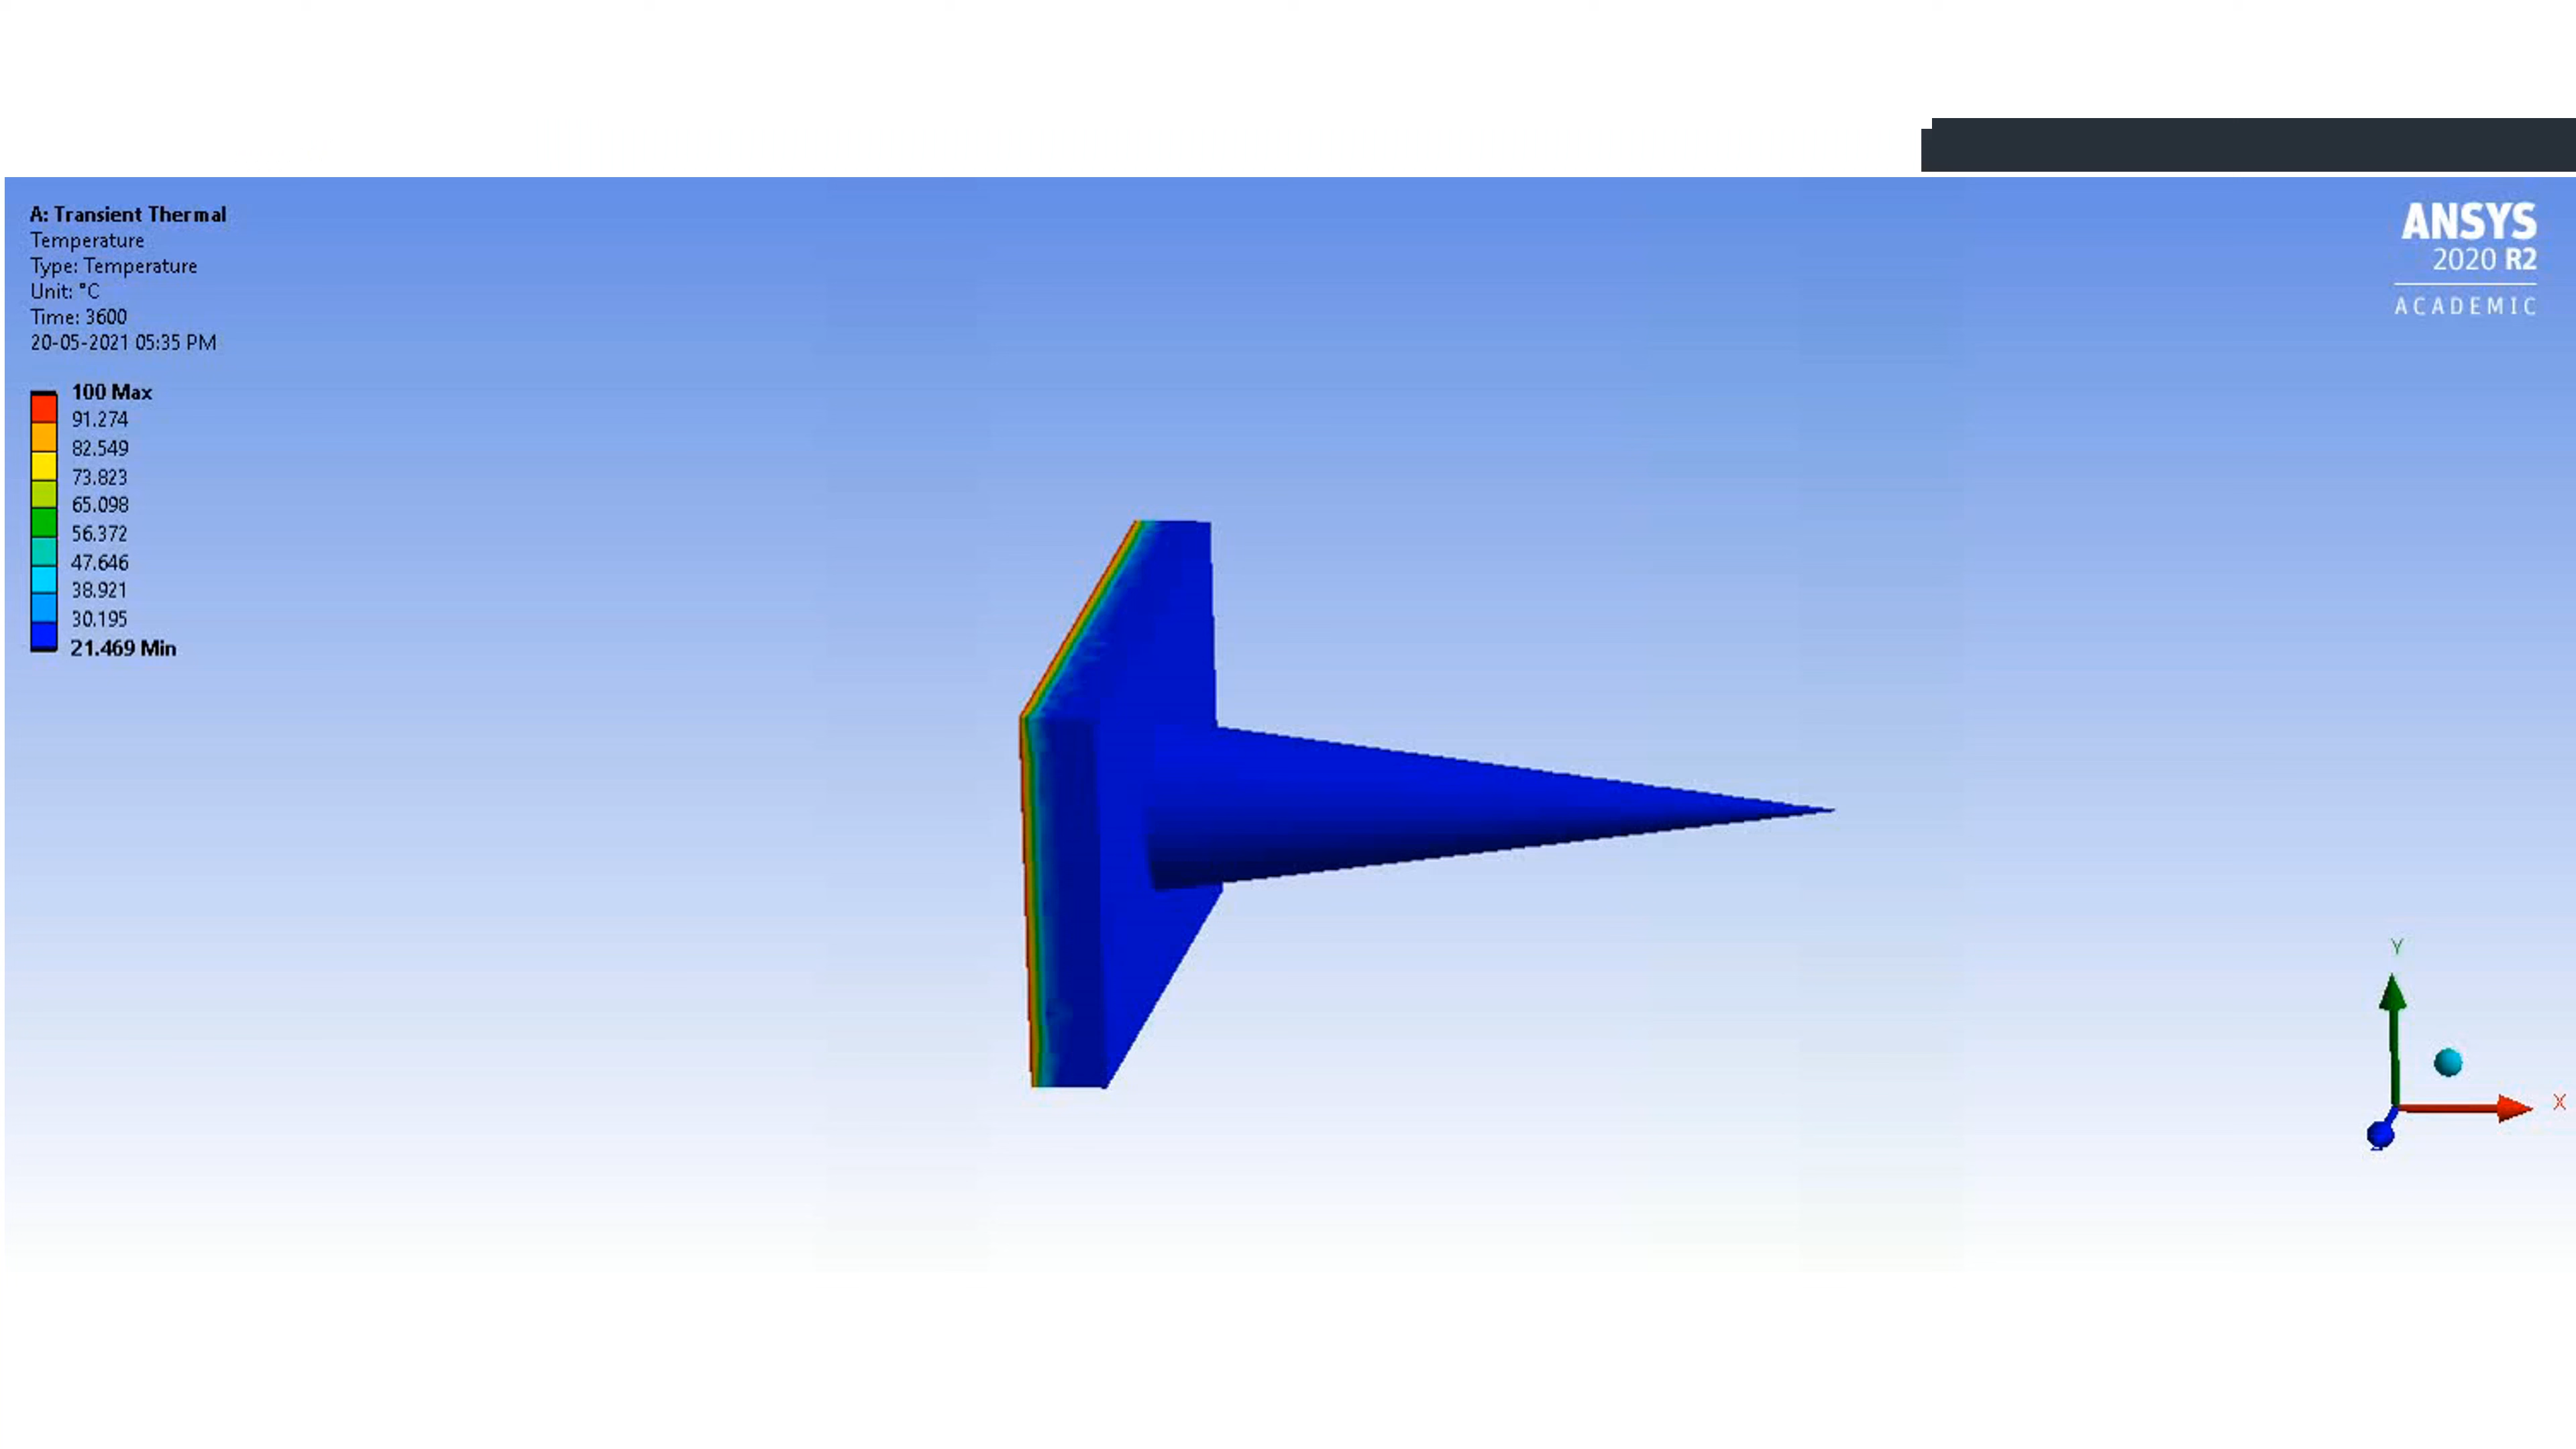 A: Transient Thermal
Temperature
Type: Temperature
Unit: °C
Time: 3600
20-05-2021 05:35 PM
100 Max
91.274
82.549
73.823
65.098
56.372
47.646
38.921
30.195
21.469 Min
ANSYS
2020 R2
ACADEMIC
Y
X